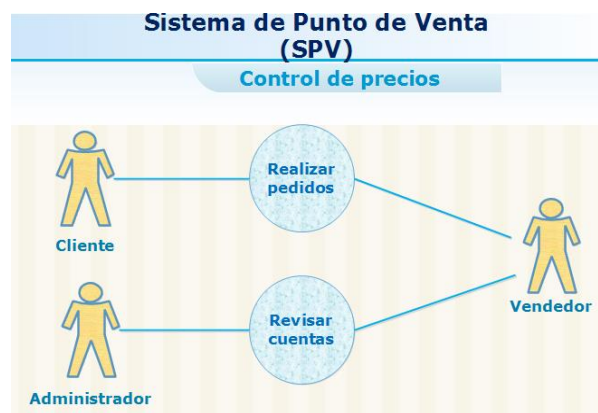 Sistema de Punto de Venta
(SPV)
Control de precios
Realizar
pedidos
Cliente
Vendedor
Revisar
cuentas
Administrador